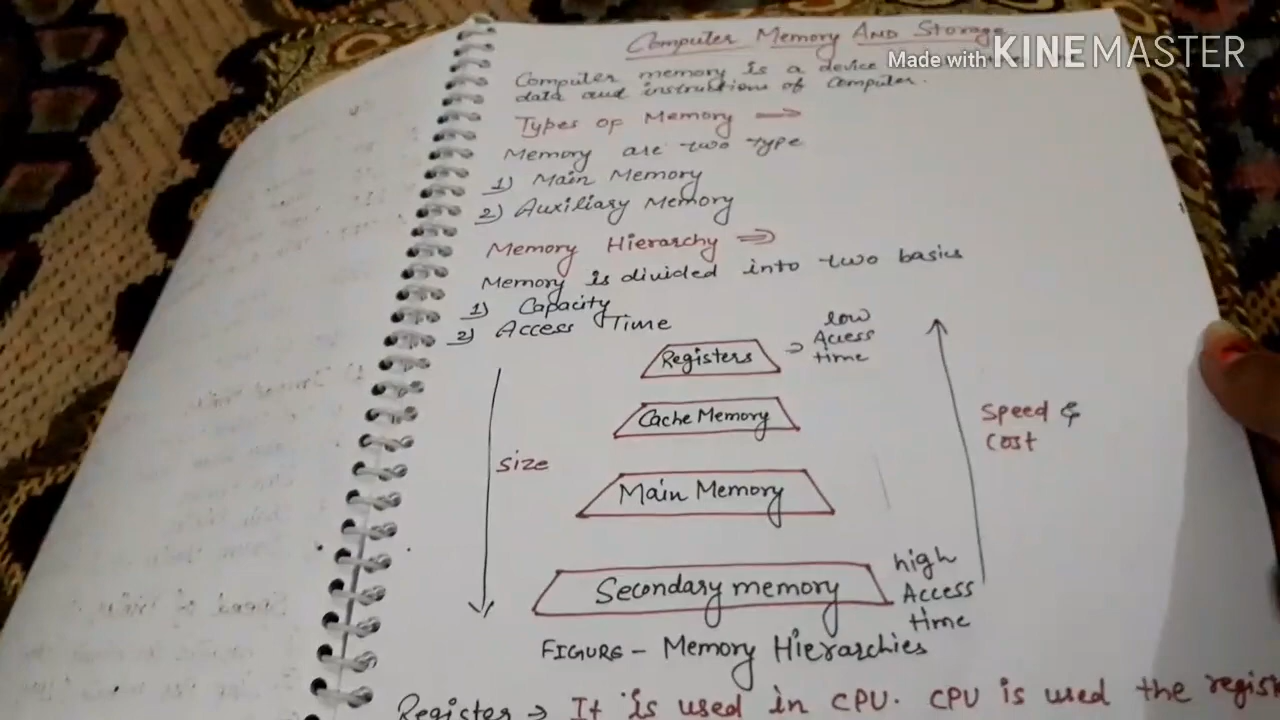 Computer Memory And Storage
Made with KINEMASTER
Computer memory is a device
data and instructions of computer.
Types of Memory →
Memory are two type
1) Main Memory
2) Auxiliary Memory
Memory Hierarchy ⇒
Memory is divided into two basics
1) Capacity
2) Access Time
Registers → low Access time
Cache Memory
Speed & Cost
Size
Main Memory
Secondary memory
high Access time
FIGURE - Memory Hierarchies
Register → It is used in CPU. CPU is used the